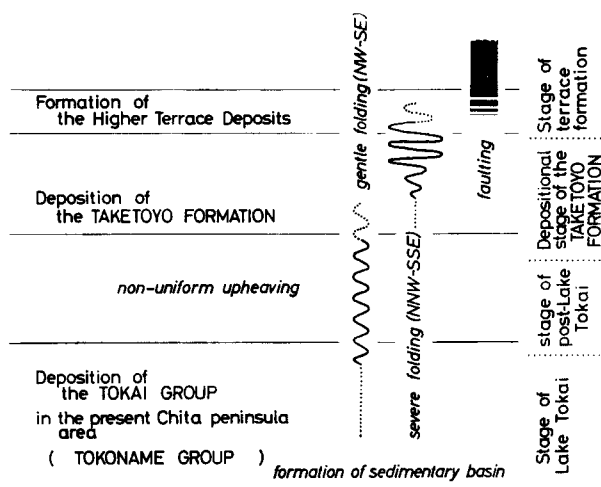 Formation of
the Higher Terrace Deposits
Deposition of
the TAKETOYO FORMATION
non-uniform upheaving
Deposition of
the TOKAI GROUP
in the present Chita peninsula
area
( TOKONAME GROUP )
formation of sedimentary basin
gentle folding (NW-SE)
severe folding (NNW-SSE)
faulting
Stage of
terrace
formation
Depositional
stage of the
TAKETOYO
FORMATION
stage of
post-Lake
Tokai
Stage of
Lake Tokai